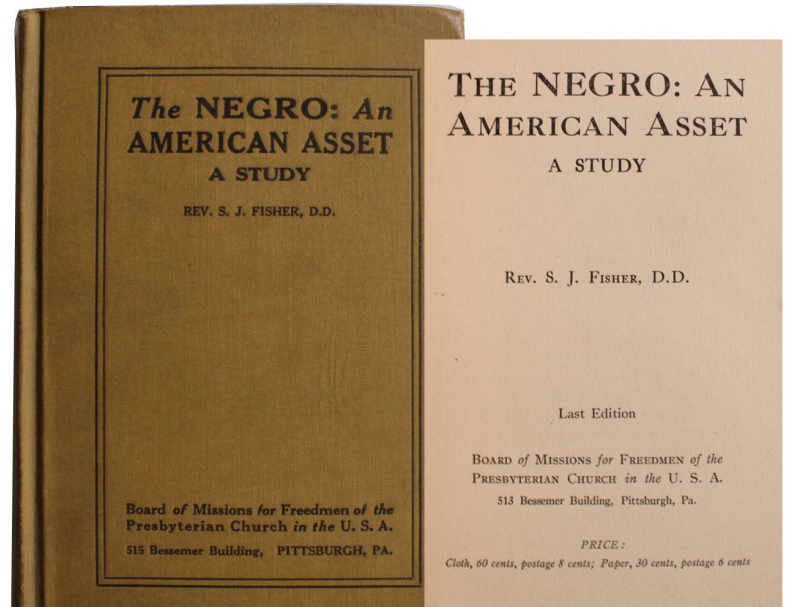 The NEGRO: An
AMERICAN ASSET
A STUDY
REV. S. J. FISHER, D.D.
Board of Missions for Freedmen of the
Presbyterian Church in the U. S. A.
515 Bessemer Building, PITTSBURGH, PA.
THE NEGRO: AN
AMERICAN ASSET
A STUDY
REV. S. J. FISHER, D.D.
Last Edition
BOARD of MISSIONS for FREEDMEN of the
PRESBYTERIAN CHURCH in the U. S. A.
513 Bessemer Building, Pittsburgh, Pa.
PRICE:
Cloth, 60 cents, postage 8 cents; Paper, 30 cents, postage 6 cents